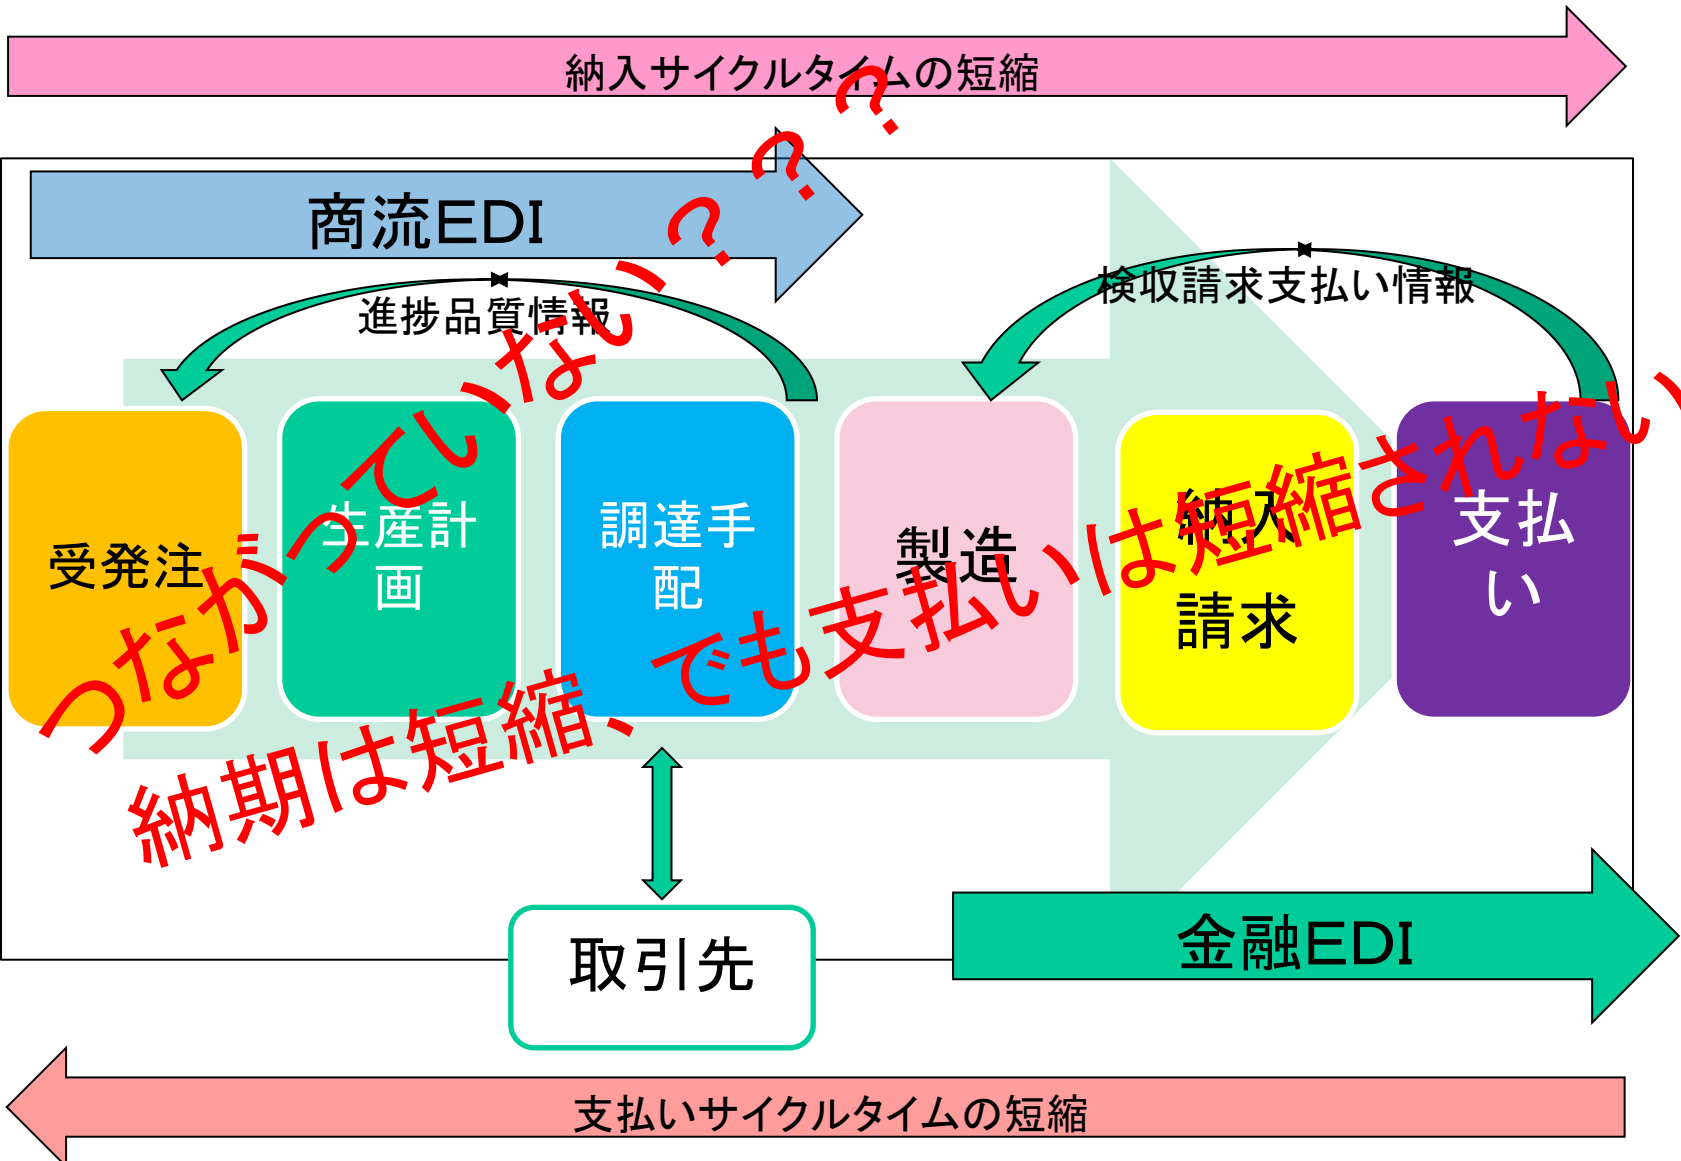 納入サイクルタイムの短縮
商流EDI
進捗品質情報
検収請求支払い情報
受発注
生産計
画
調達手
配
製造
納入
請求
支払
い
つながっていない？？？
納期は短縮、でも支払いは短縮されない
取引先
金融EDI
支払いサイクルタイムの短縮